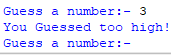 Guess a number:- 3
You Guessed too high!
Guess a number:-